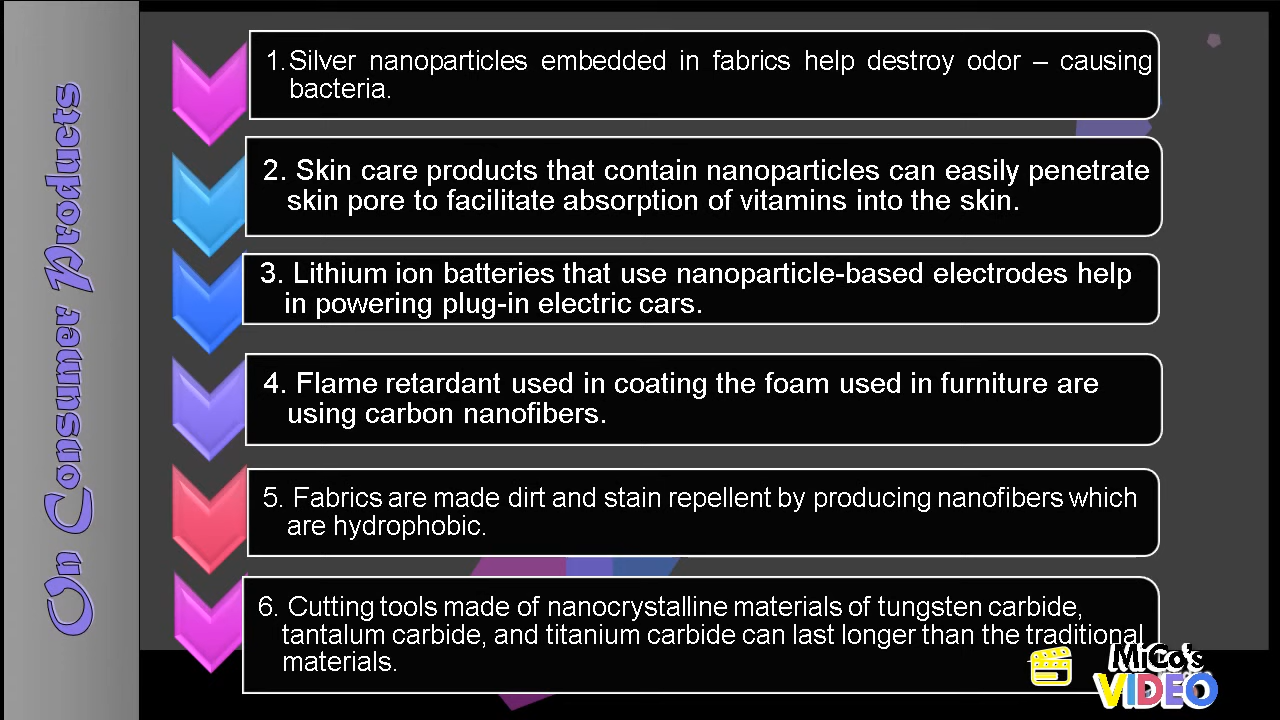 On Consumer Products
1. Silver nanoparticles embedded in fabrics help destroy odor – causing
bacteria.
2. Skin care products that contain nanoparticles can easily penetrate
skin pore to facilitate absorption of vitamins into the skin.
3. Lithium ion batteries that use nanoparticle-based electrodes help
in powering plug-in electric cars.
4. Flame retardant used in coating the foam used in furniture are
using carbon nanofibers.
5. Fabrics are made dirt and stain repellent by producing nanofibers which
are hydrophobic.
6. Cutting tools made of nanocrystalline materials of tungsten carbide,
tantalum carbide, and titanium carbide can last longer than the traditional
materials.
MiCo's
VIDEO